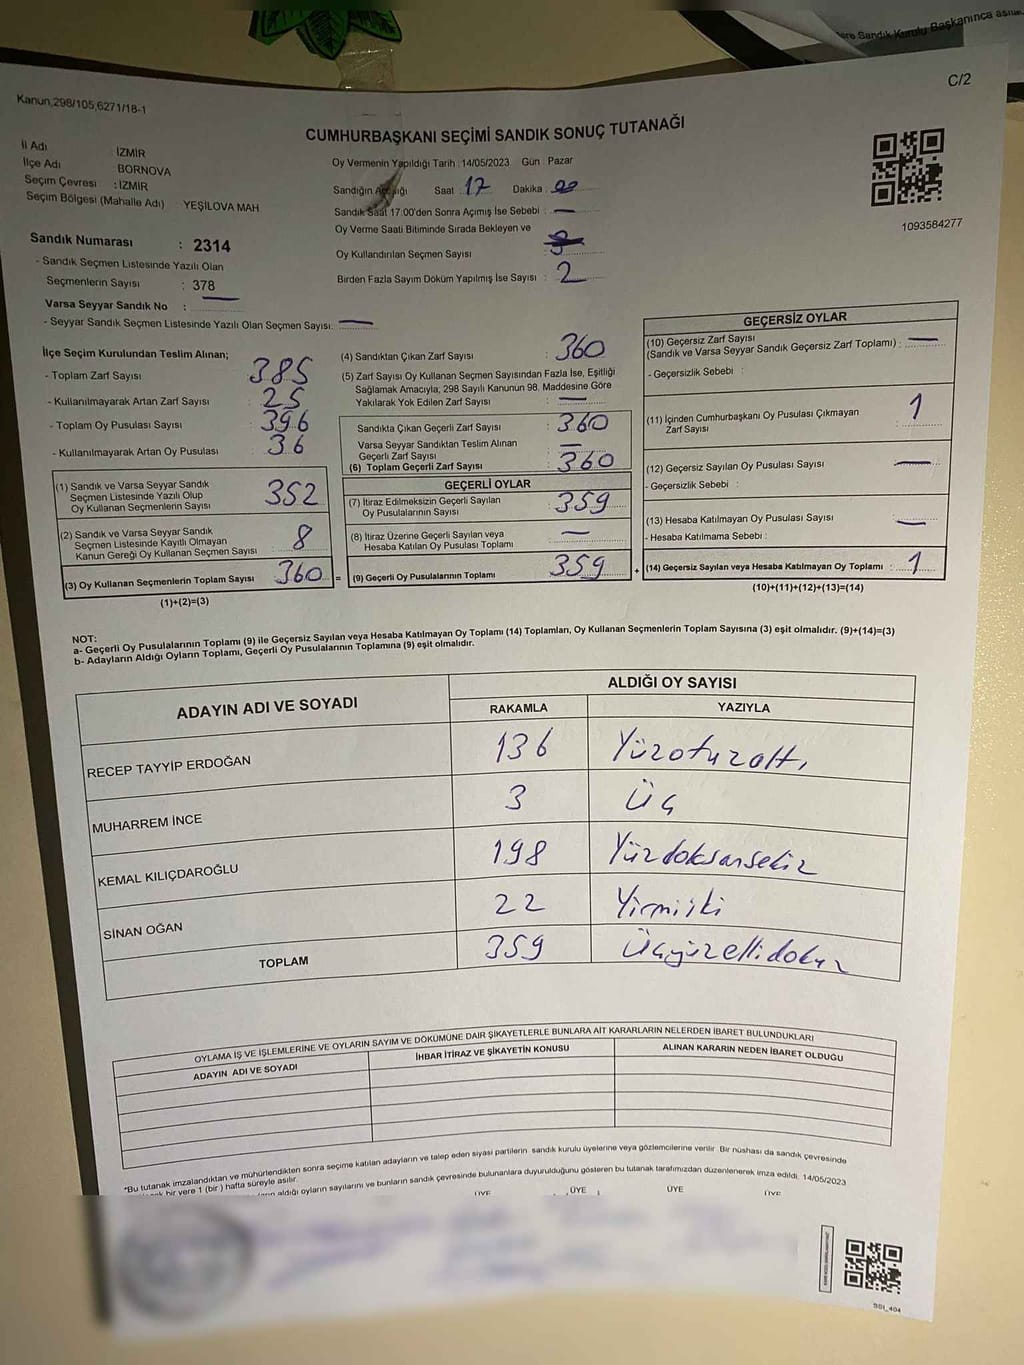 ere Sandık Kurulu Başkanınca asılır
C/2
Kanun,298/105,6271/18-1
CUMHURBAŞKANI SEÇİMİ SANDIK SONUÇ TUTANAĞI
İl Adı İZMİR
İlçe Adı BORNOVA
Seçim Çevresi : İZMİR
Seçim Bölgesi (Mahalle Adı) YEŞİLOVA MAH.
Oy Vermenin Yapıldığı Tarih : 14/05/2023 Gün : Pazar
Sandığın Açıldığı Saat : 17 Dakika : 00
Sandık Saat 17:00'den Sonra Açımış İse Sebebi : —
Oy Verme Saati Bitiminde Sırada Bekleyen ve
Oy Kullandırılan Seçmen Sayısı :
Birden Fazla Sayım Döküm Yapılmış İse Sayısı : 2
1093584277
Sandık Numarası : 2314
- Sandık Seçmen Listesinde Yazılı Olan
Seçmenlerin Sayısı : 378
Varsa Seyyar Sandık No : —
- Seyyar Sandık Seçmen Listesinde Yazılı Olan Seçmen Sayısı: —
İlçe Seçim Kurulundan Teslim Alınan;
- Toplam Zarf Sayısı : 385
- Kullanılmayarak Artan Zarf Sayısı : 25
- Toplam Oy Pusulası Sayısı : 396
- Kullanılmayarak Artan Oy Pusulası : 36
(1) Sandık ve Varsa Seyyar Sandık
Seçmen Listesinde Yazılı Olup
Oy Kullanan Seçmenlerin Sayısı 352
(2) Sandık ve Varsa Seyyar Sandık
Seçmen Listesinde Kayıtlı Olmayan
Kanun Gereği Oy Kullanan Seçmen Sayısı : 8
(3) Oy Kullanan Seçmenlerin Toplam Sayısı 360 =
(1)+(2)=(3)
(4) Sandıktan Çıkan Zarf Sayısı : 360
(5) Zarf Sayısı Oy Kullanan Seçmen Sayısından Fazla İse, Eşitliği
Sağlamak Amacıyla; 298 Sayılı Kanunun 98. Maddesine Göre
Yakılarak Yok Edilen Zarf Sayısı : —
Sandıkta Çıkan Geçerli Zarf Sayısı : 360
Varsa Seyyar Sandıktan Teslim Alınan
Geçerli Zarf Sayısı : —
(6) Toplam Geçerli Zarf Sayısı : 360
GEÇERLİ OYLAR
(7) İtiraz Edilmeksizin Geçerli Sayılan
Oy Pusulalarının Sayısı : 359
(8) İtiraz Üzerine Geçerli Sayılan veya
Hesaba Katılan Oy Pusulası Toplamı : —
(9) Geçerli Oy Pusulalarının Toplamı 359 +
GEÇERSİZ OYLAR
(10) Geçersiz Zarf Sayısı
(Sandık ve Varsa Seyyar Sandık Geçersiz Zarf Toplamı) : —
- Geçersizlik Sebebi :
(11) İçinden Cumhurbaşkanı Oy Pusulası Çıkmayan
Zarf Sayısı : 1
(12) Geçersiz Sayılan Oy Pusulası Sayısı : —
- Geçersizlik Sebebi :
(13) Hesaba Katılmayan Oy Pusulası Sayısı : —
- Hesaba Katılmama Sebebi :
(14) Geçersiz Sayılan veya Hesaba Katılmayan Oy Toplamı : 1
(10)+(11)+(12)+(13)=(14)
NOT:
a- Geçerli Oy Pusulalarının Toplamı (9) ile Geçersiz Sayılan veya Hesaba Katılmayan Oy Toplamı (14) Toplamları, Oy Kullanan Seçmenlerin Toplam Sayısına (3) eşit olmalıdır. (9)+(14)=(3)
b- Adayların Aldığı Oyların Toplamı, Geçerli Oy Pusulalarının Toplamına (9) eşit olmalıdır.
ADAYIN ADI VE SOYADI ALDIĞI OY SAYISI
RAKAMLA YAZIYLA
RECEP TAYYİP ERDOĞAN 136 Yüzotuzaltı
MUHARREM İNCE 3 Üç
KEMAL KILIÇDAROĞLU 198 Yüzdoksansekiz
SİNAN OĞAN 22 Yirmiiki
TOPLAM 359 Üçyüzellidokuz
OYLAMA İŞ VE İŞLEMLERİNE VE OYLARIN SAYIM VE DÖKÜMÜNE DAİR ŞİKAYETLERLE BUNLARA AİT KARARLARIN NELERDEN İBARET BULUNDUKLARI
ADAYIN ADI VE SOYADI İHBAR İTİRAZ VE ŞİKAYETİN KONUSU ALINAN KARARIN NEDEN İBARET OLDUĞU
*Bu tutanak imzalandıktan ve mühürlendikten sonra seçime katılan adayların ve talep eden siyasi partilerin sandık kurulu üyelerine veya gözlemcilerine verilir. Bir nüshası da sandık çevresinde
bir yere 1 (bir) hafta süreyle asılır.
aldığı oyların sayılarını ve bunların sandık çevresinde bulunanlara duyurulduğunu gösteren bu tutanak tarafımızdan düzenlenerek imza edildi. 14/05/2023
ÜYE ÜYE ÜYE ÜYE
SSI_404